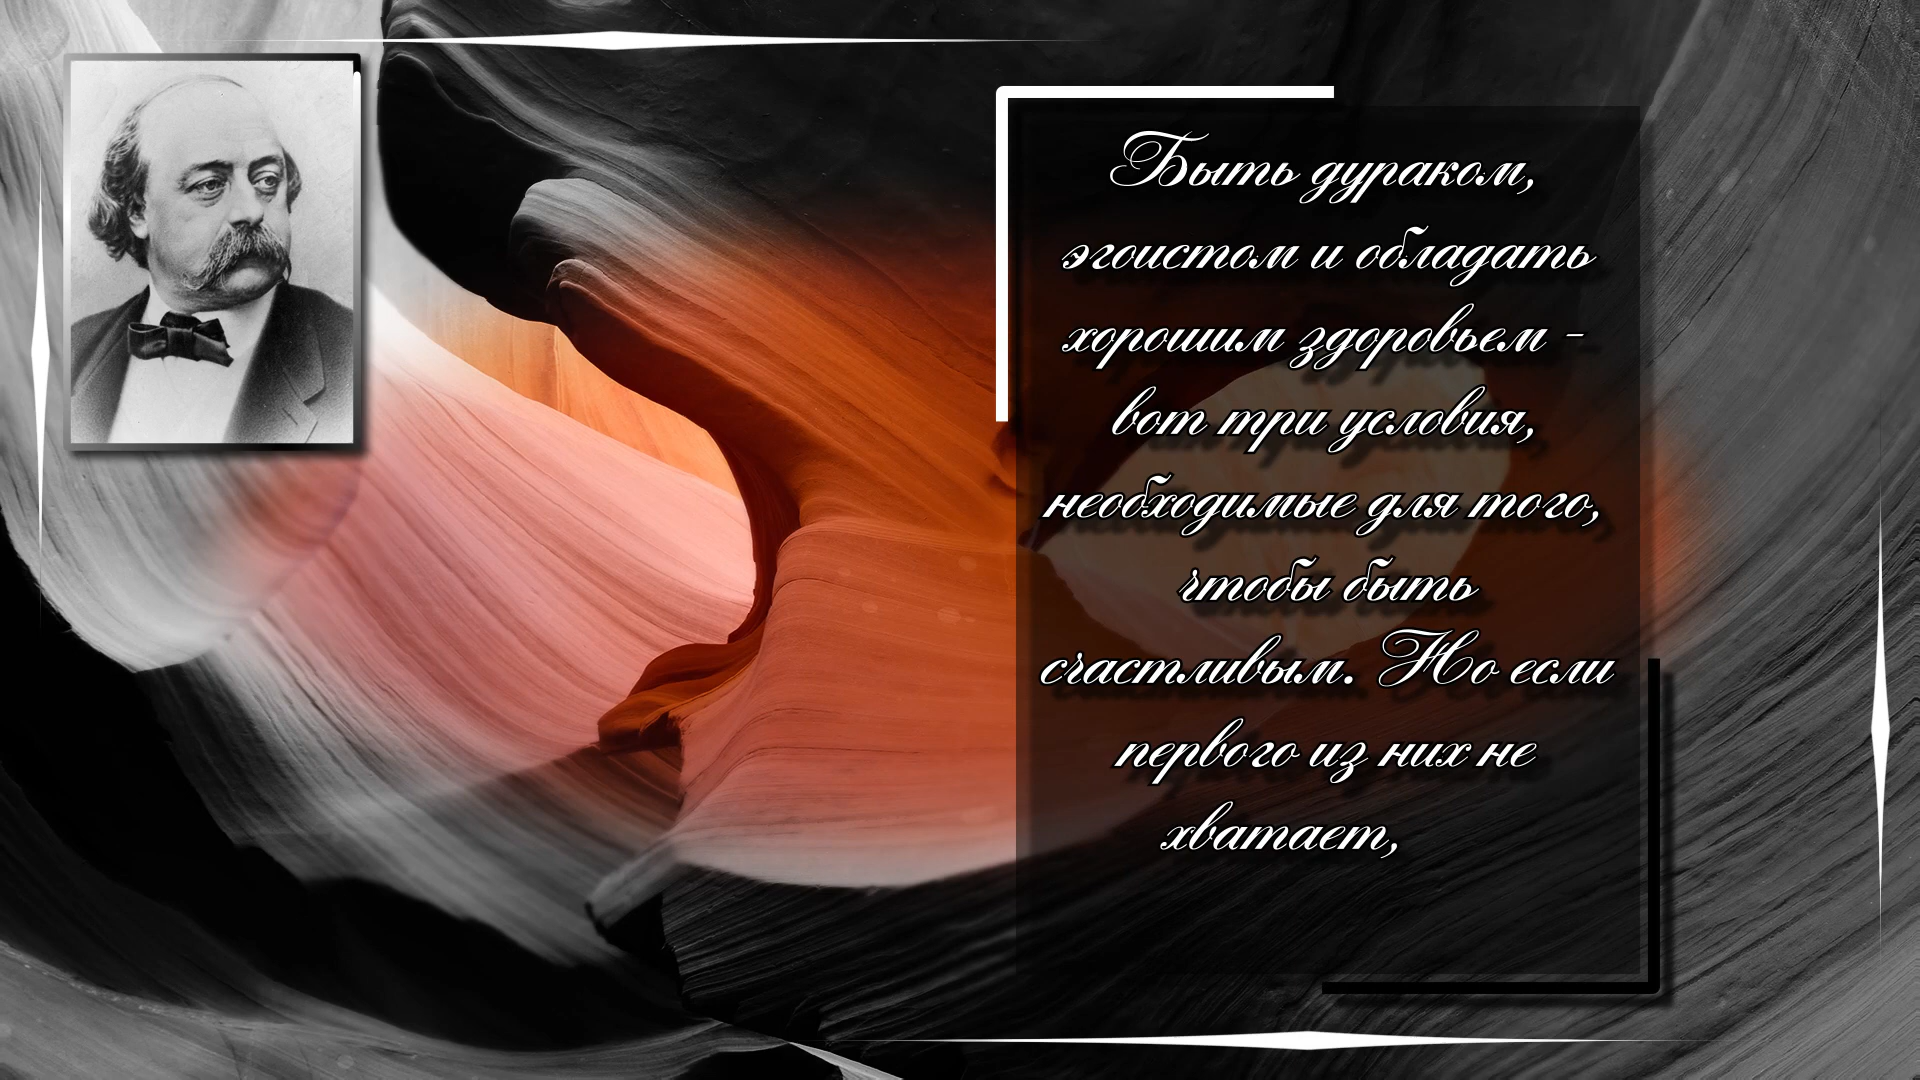 Быть дураком,
эгоистом и обладать
хорошим здоровьем -
вот три условия,
необходимые для того,
чтобы быть
счастливым. Но если
первого из них не
хватает,